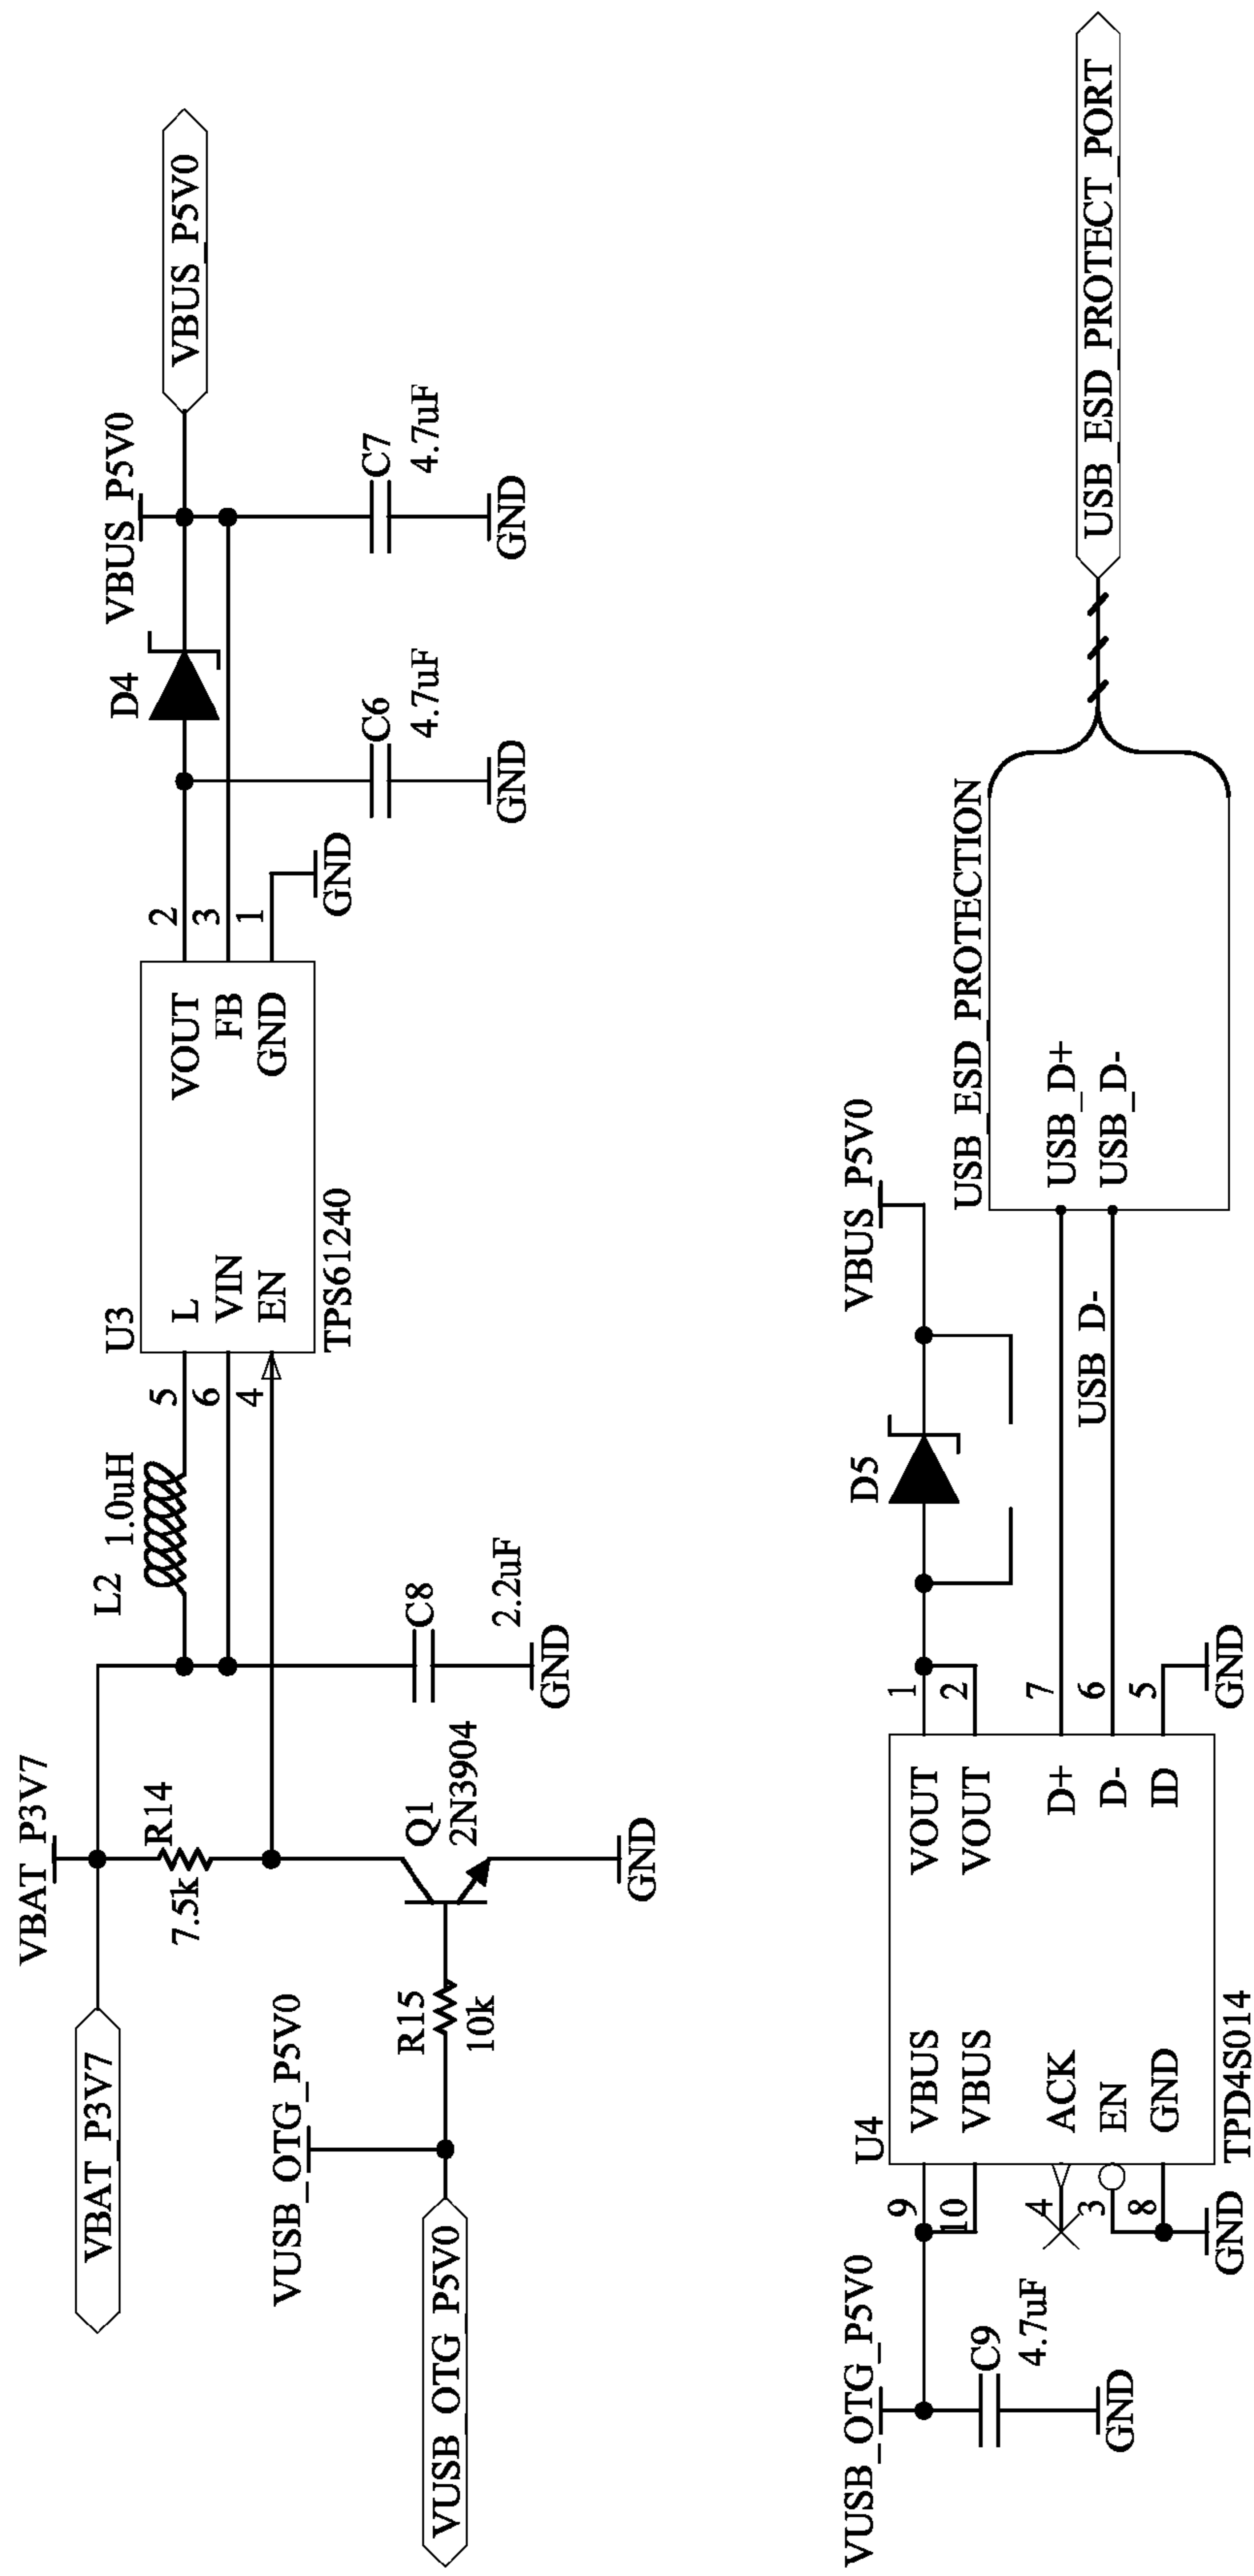 VBAT_P3V7
VBAT_P3V7
R14
7.5k
L2 1.0uH
U3
5
6
4
L
VIN
EN
VOUT
FB
GND
2
3
1
TPS61240
GND
D4
VBUS_P5V0
VBUS_P5V0
C6
4.7uF
GND
C7
4.7uF
GND
C8
2.2uF
GND
Q1
2N3904
GND
VUSB_OTG_P5V0
VUSB_OTG_P5V0
R15
10k
VUSB_OTG_P5V0
C9
4.7uF
GND
U4
9
10
4
3
8
VBUS
VBUS
ACK
EN
GND
VOUT
VOUT
D+
D-
ID
1
2
7
6
5
TPD4S014
GND
GND
D5
VBUS_P5V0
USB_D-
USB_ESD_PROTECTION
USB_D+
USB_D-
USB_ESD_PROTECT_PORT